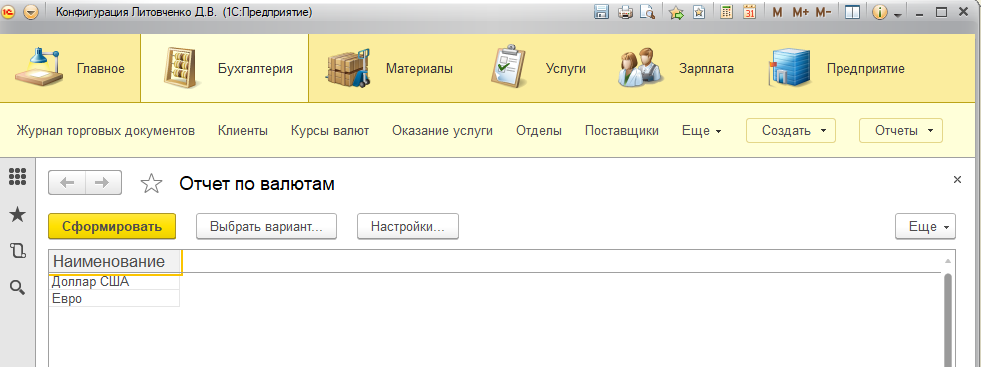 Конфигурация Литовченко Д.В. (1С:Предприятие)
31 M M+ M-
Главное Бухгалтерия Материалы Услуги Зарплата Предприятие
Журнал торговых документов Клиенты Курсы валют Оказание услуги Отделы Поставщики Еще Создать Отчеты
Отчет по валютам
Сформировать Выбрать вариант... Настройки... Еще
Наименование
Доллар США
Евро